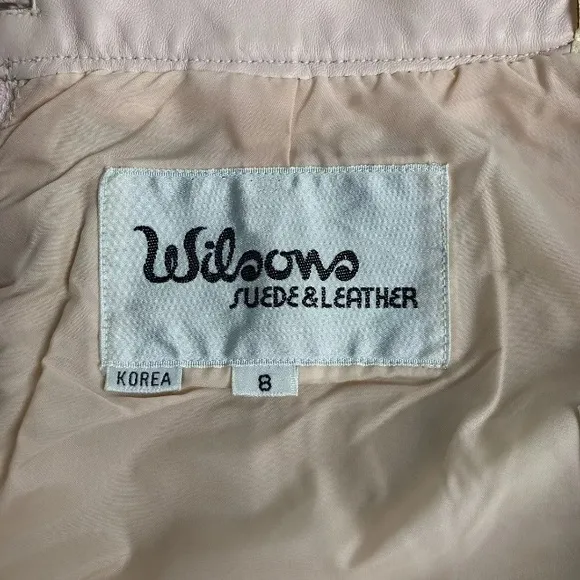 Wilsons
SUEDE & LEATHER
KOREA
8